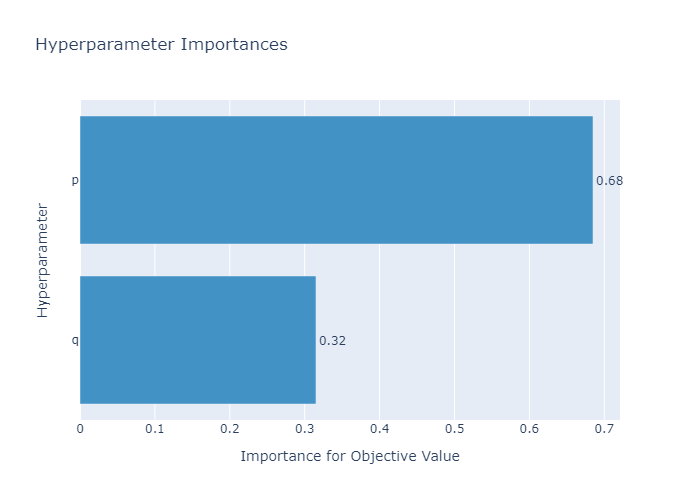 Hyperparameter Importances
Hyperparameter
p
0.68
q
0.32
0 0.1 0.2 0.3 0.4 0.5 0.6 0.7
Importance for Objective Value